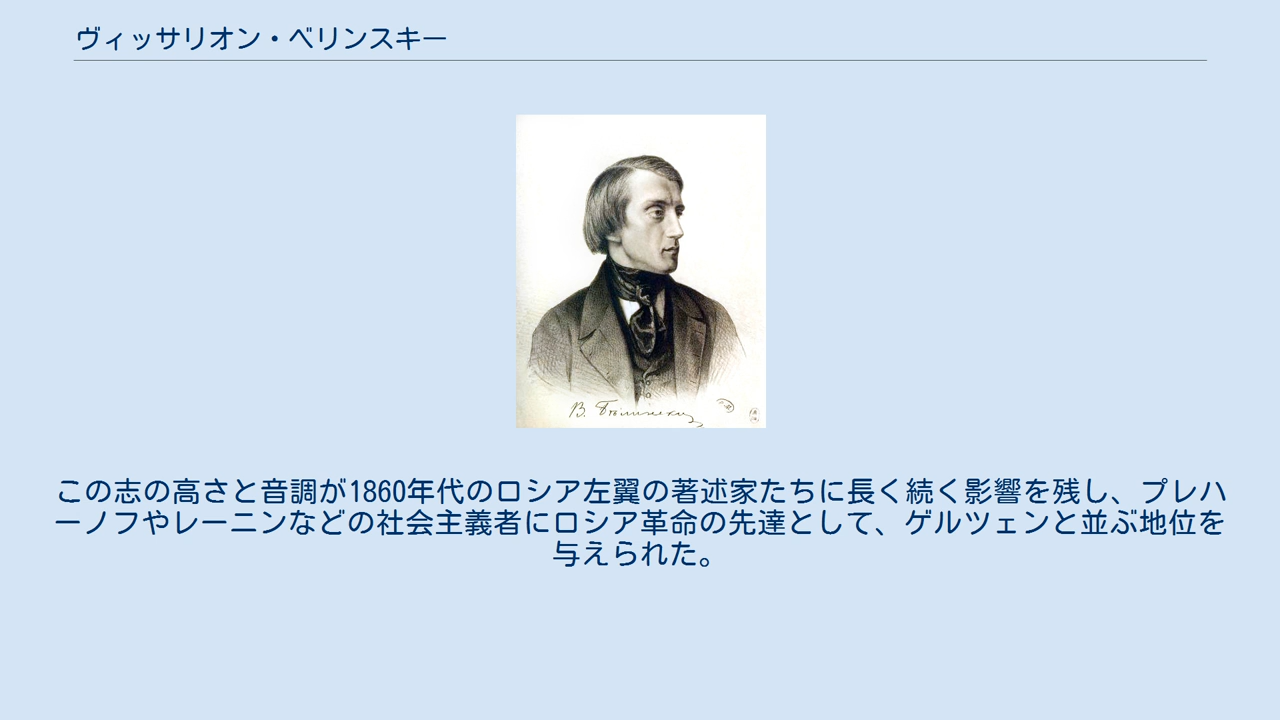 ヴィッサリオン・ベリンスキー
В. Бѣлинскій
この志の高さと音調が1860年代のロシア左翼の著述家たちに長く続く影響を残し、プレハ
ーノフやレーニンなどの社会主義者にロシア革命の先達として、ゲルツェンと並ぶ地位を
与えられた。